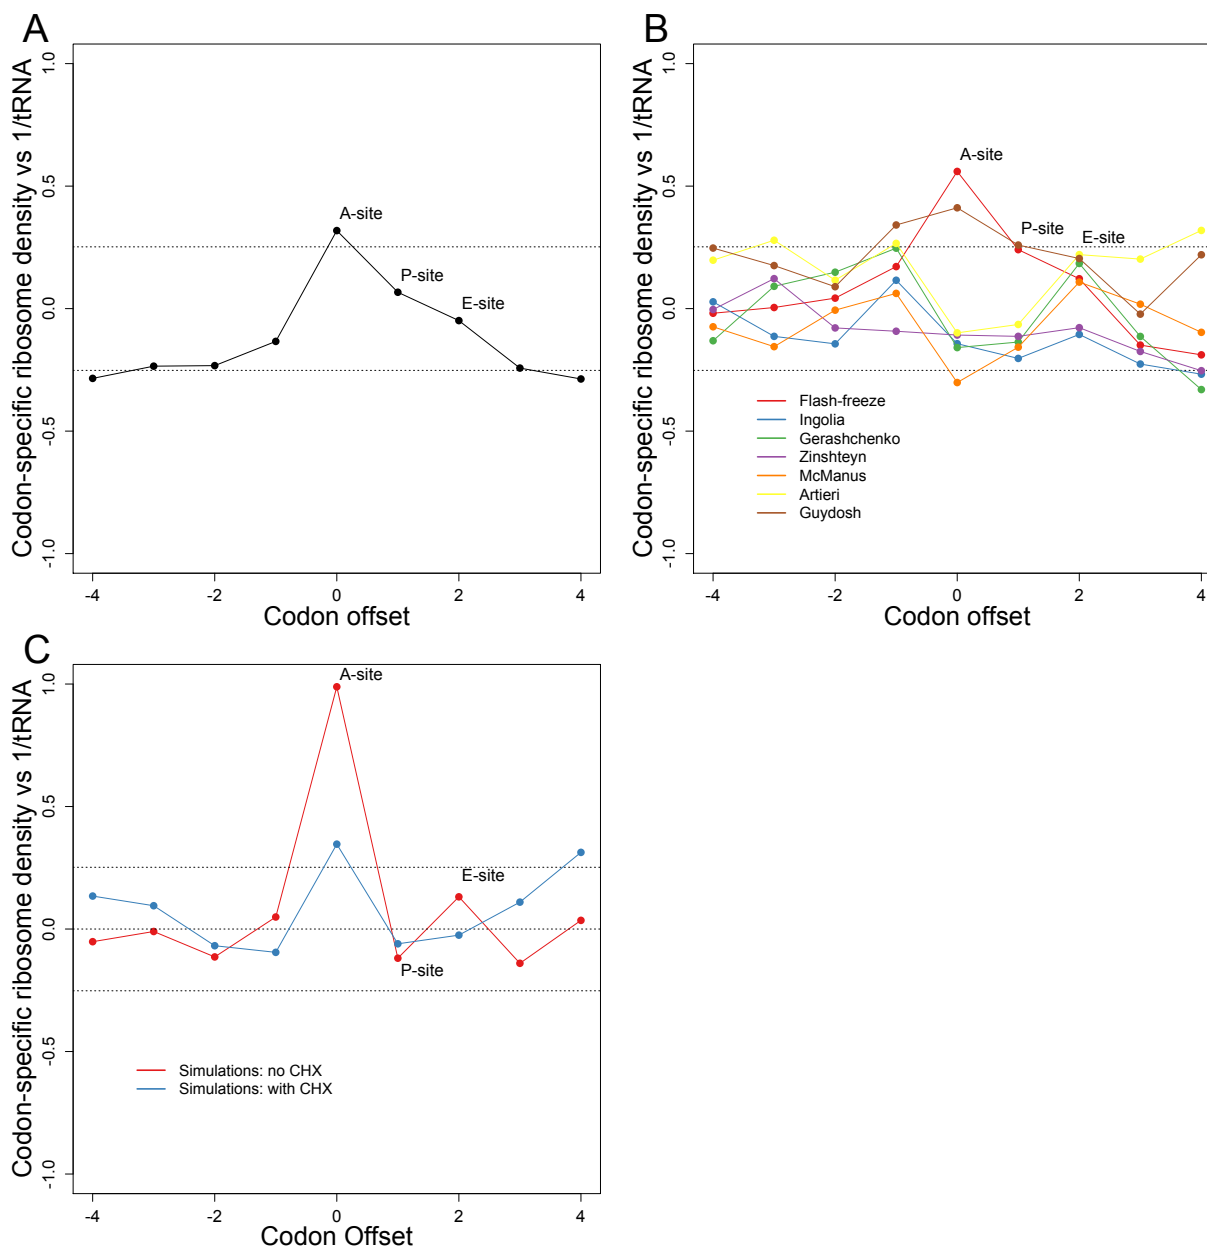 A
Codon-specific ribosome density vs 1/tRNA
1.0
0.5
0.0
-0.5
-1.0
A-site
P-site
E-site
-4
-2
0
2
4
Codon offset
B
Codon-specific ribosome density vs 1/tRNA
1.0
0.5
0.0
-0.5
-1.0
A-site
P-site
E-site
Flash-freeze
Ingolia
Gerashchenko
Zinshteyn
McManus
Artieri
Guydosh
-4
-2
0
2
4
Codon offset
C
Codon-specific ribosome density vs 1/tRNA
1.0
0.5
0.0
-0.5
-1.0
A-site
E-site
P-site
Simulations: no CHX
Simulations: with CHX
-4
-2
0
2
4
Codon Offset